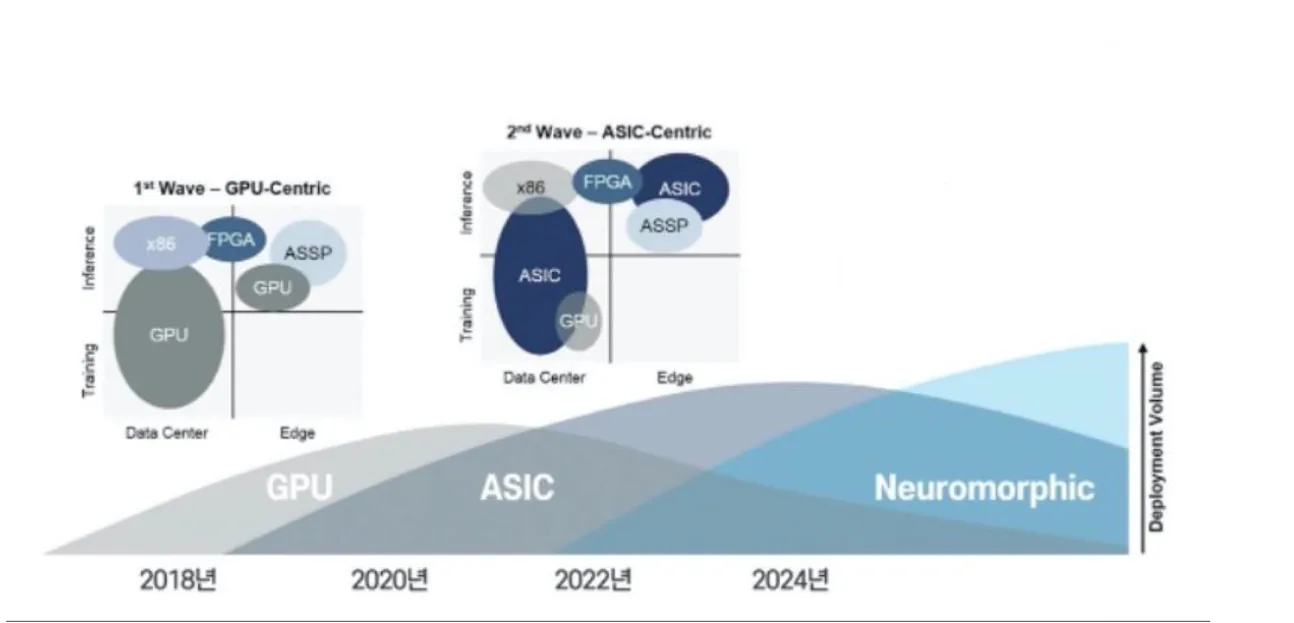 1st Wave – GPU-Centric
Inference
Training
x86
FPGA
ASSP
GPU
GPU
Data Center
Edge
2nd Wave – ASIC-Centric
Inference
Training
x86
FPGA
ASIC
ASSP
ASIC
GPU
Data Center
Edge
GPU
ASIC
Neuromorphic
Deployment Volume
2018년
2020년
2022년
2024년